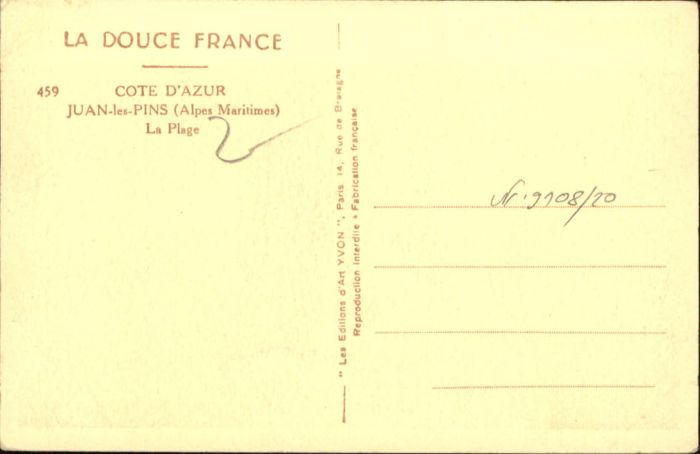 LA DOUCE FRANCE
459 COTE D'AZUR
JUAN-les-PINS (Alpes Maritimes)
La Plage
" Les Editions d'Art YVON ", Paris, 14, Rue de Bretagne
Reproduction interdite • Fabrication française